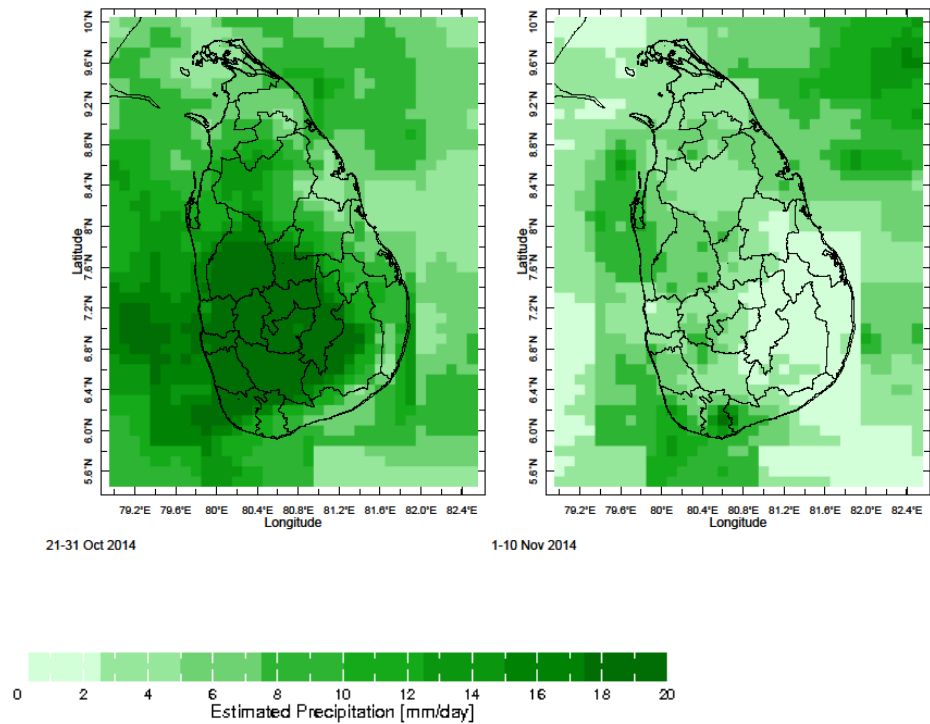 10°N
9.6°N
9.2°N
8.8°N
8.4°N
8°N
7.6°N
7.2°N
6.8°N
6.4°N
6.0°N
5.6°N
Latitude
79.2°E 79.6°E 80°E 80.4°E 80.8°E 81.2°E 81.6°E 82.0°E 82.4°E
Longitude
21-31 Oct 2014
10°N
9.6°N
9.2°N
8.8°N
8.4°N
8°N
7.6°N
7.2°N
6.8°N
6.4°N
6.0°N
5.6°N
Latitude
79.2°E 79.6°E 80°E 80.4°E 80.8°E 81.2°E 81.6°E 82.0°E 82.4°E
Longitude
1-10 Nov 2014
0 2 4 6 8 10 12 14 16 18 20
Estimated Precipitation [mm/day]